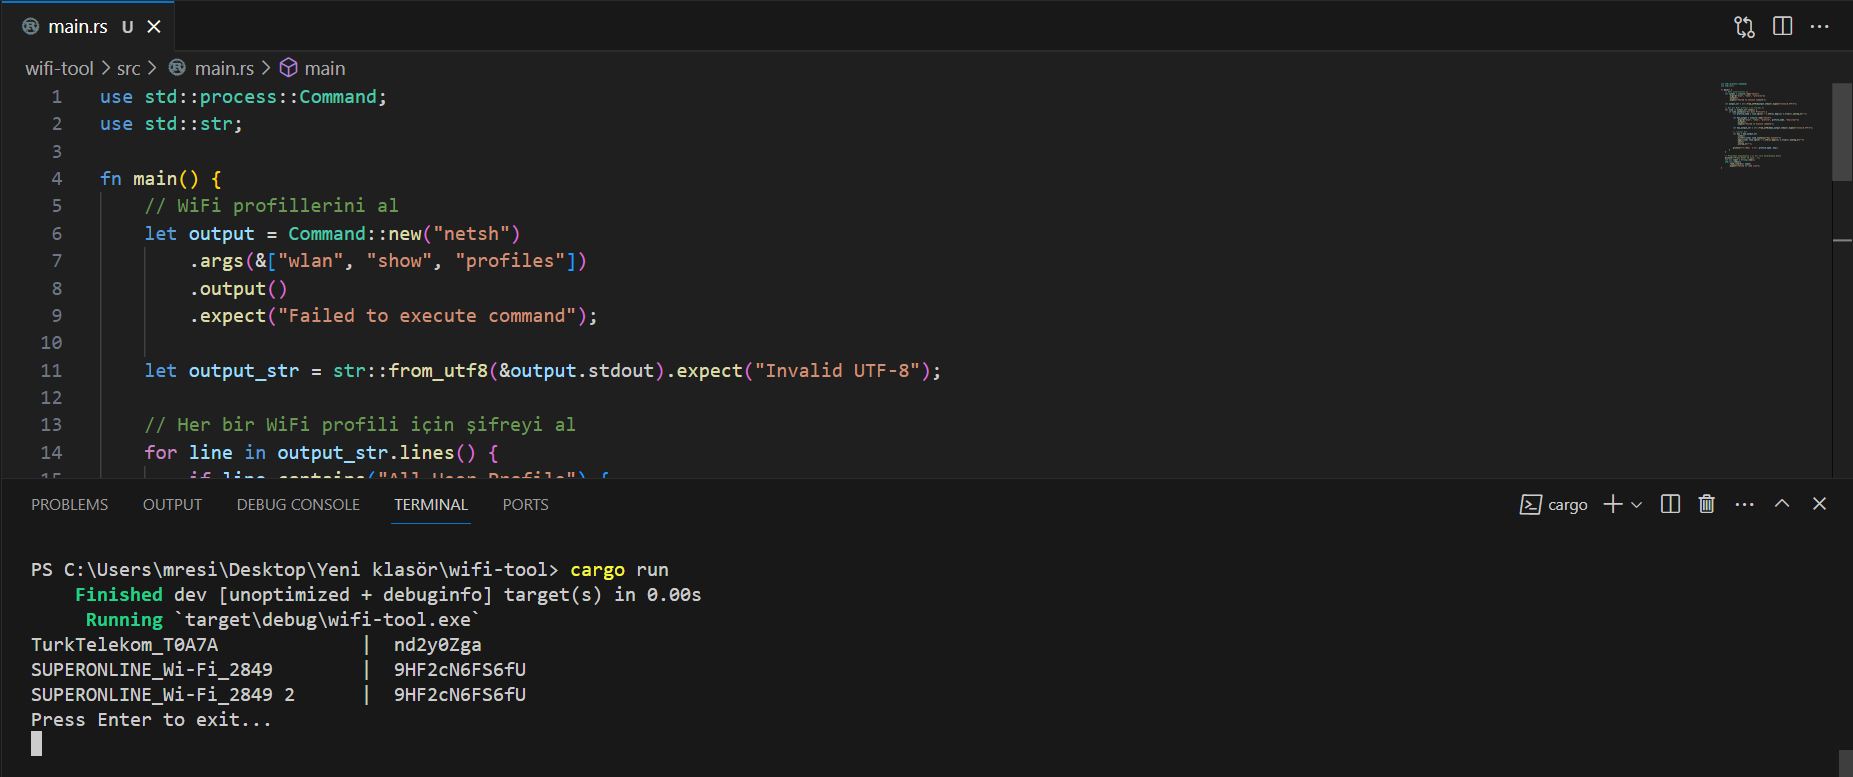 main.rs U
wifi-tool > src > main.rs > main
1 use std::process::Command;
2 use std::str;
3
4 fn main() {
5 // WiFi profillerini al
6 let output = Command::new("netsh")
7 .args(&["wlan", "show", "profiles"])
8 .output()
9 .expect("Failed to execute command");
10
11 let output_str = str::from_utf8(&output.stdout).expect("Invalid UTF-8");
12
13 // Her bir WiFi profili için şifreyi al
14 for line in output_str.lines() {
15 if line.contains("All User Profile") {
PROBLEMS OUTPUT DEBUG CONSOLE TERMINAL PORTS cargo
PS C:\Users\mresi\Desktop\Yeni klasör\wifi-tool> cargo run
Finished dev [unoptimized + debuginfo] target(s) in 0.00s
Running `target\debug\wifi-tool.exe`
TurkTelekom_T0A7A | nd2y0Zga
SUPERONLINE_Wi-Fi_2849 | 9HF2cN6FS6fU
SUPERONLINE_Wi-Fi_2849 2 | 9HF2cN6FS6fU
Press Enter to exit...